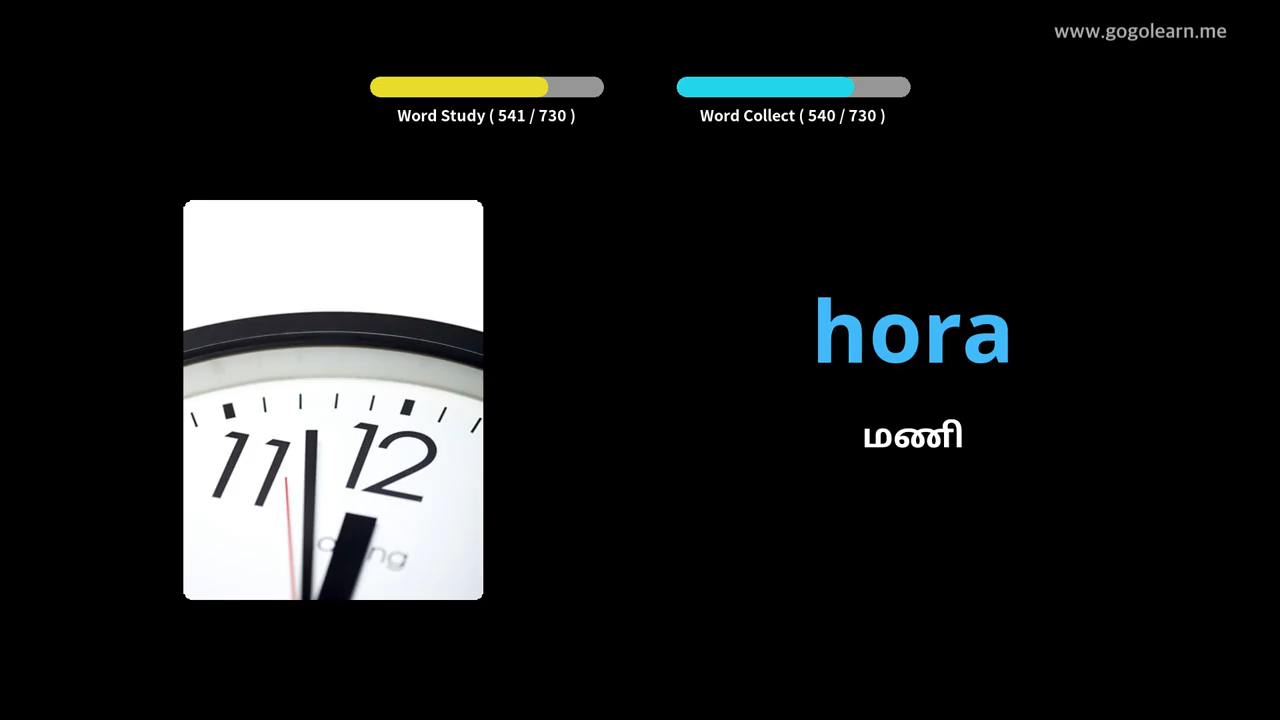 www.gogolearn.me
Word Study ( 541 / 730 )
Word Collect ( 540 / 730 )
11 12
hora
மணி